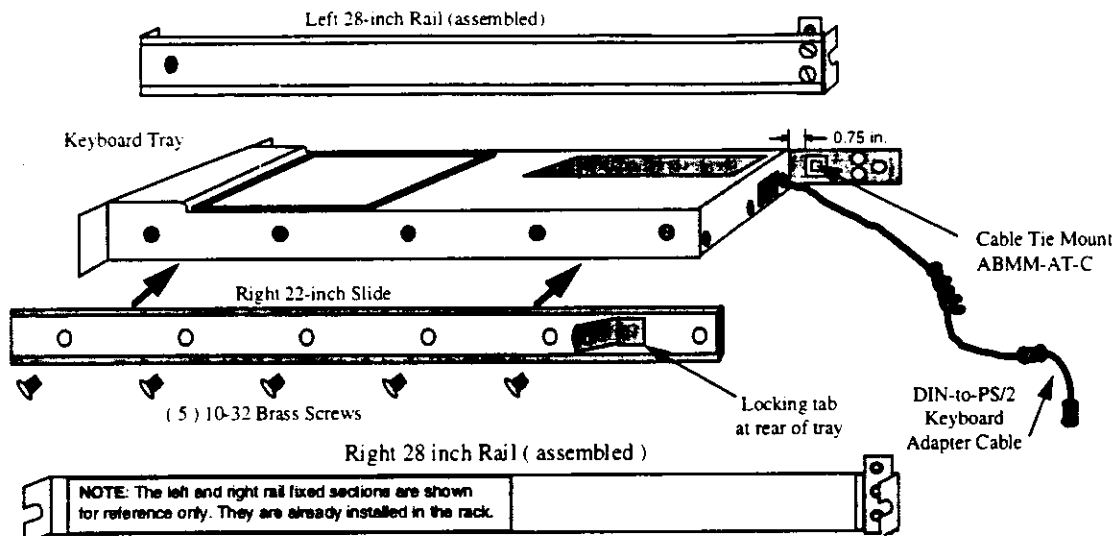 Left 28-inch Rail (assembled)
Keyboard Tray
0.75 in.
Cable Tie Mount
ABMM-AT-C
Right 22-inch Slide
( 5 ) 10-32 Brass Screws
Locking tab
at rear of tray
DIN-to-PS/2
Keyboard
Adapter Cable
Right 28 inch Rail ( assembled )
NOTE: The left and right rail fixed sections are shown
for reference only. They are already installed in the rack.